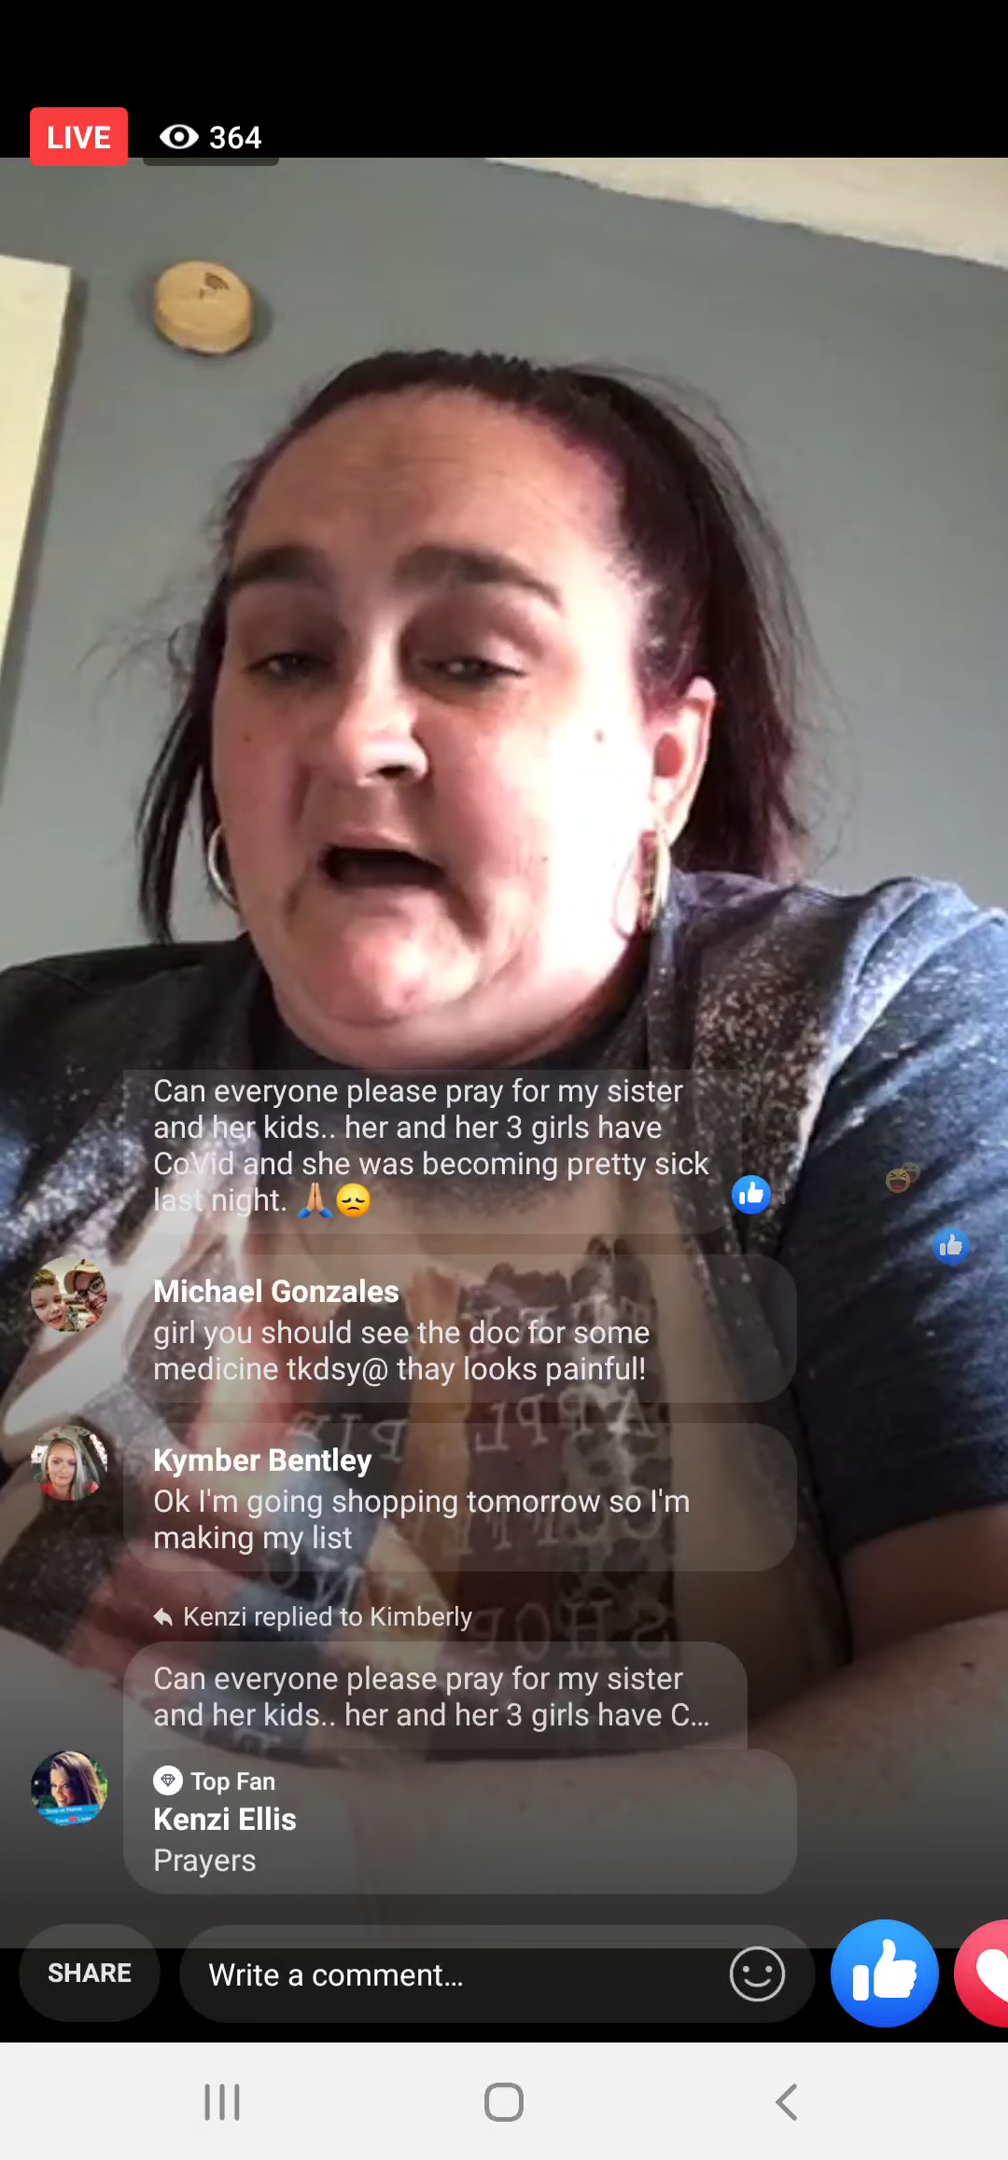 LIVE 364
Can everyone please pray for my sister
and her kids.. her and her 3 girls have
CoVid and she was becoming pretty sick
last night. 🙏😞
1
Michael Gonzales
girl you should see the doc for some
medicine tkdsy@ thay looks painful!
Kymber Bentley
Ok I'm going shopping tomorrow so I'm
making my list
Kenzi replied to Kimberly
Can everyone please pray for my sister
and her kids.. her and her 3 girls have C...
Top Fan
Kenzi Ellis
Prayers
SHARE
Write a comment...